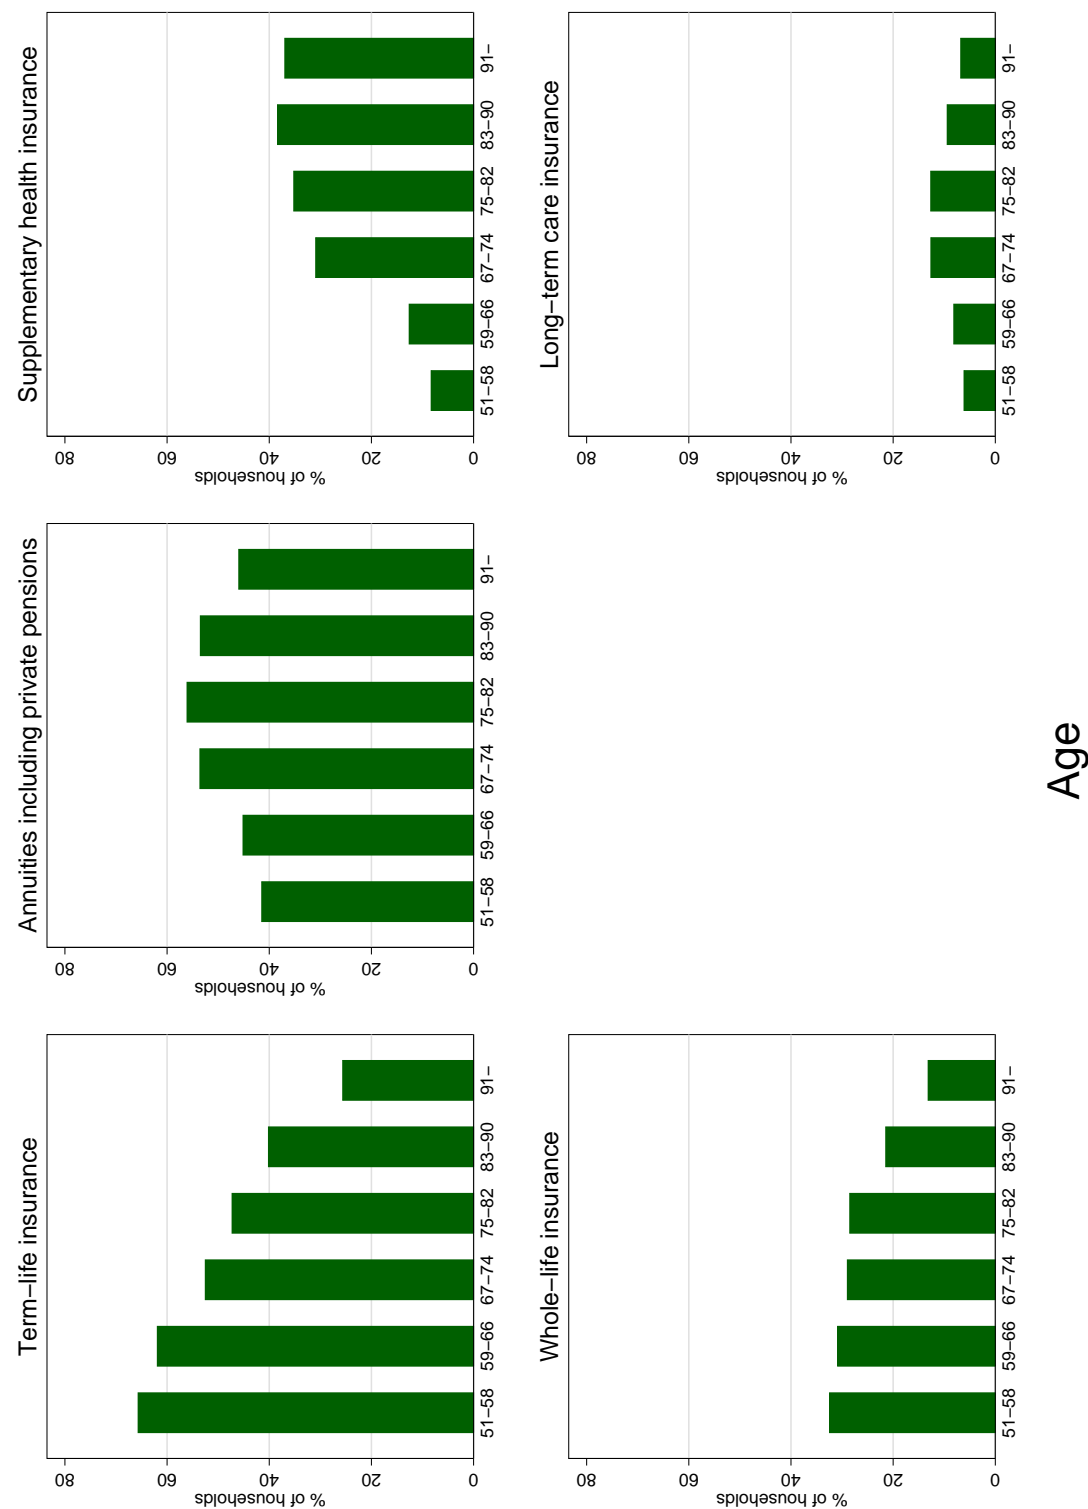 Term−life insurance
% of households
80
60
40
20
0
51−58 59−66 67−74 75−82 83−90 91−
Annuities including private pensions
% of households
80
60
40
20
0
51−58 59−66 67−74 75−82 83−90 91−
Supplementary health insurance
% of households
80
60
40
20
0
51−58 59−66 67−74 75−82 83−90 91−
Whole−life insurance
% of households
80
60
40
20
0
51−58 59−66 67−74 75−82 83−90 91−
Long−term care insurance
% of households
80
60
40
20
0
51−58 59−66 67−74 75−82 83−90 91−
Age